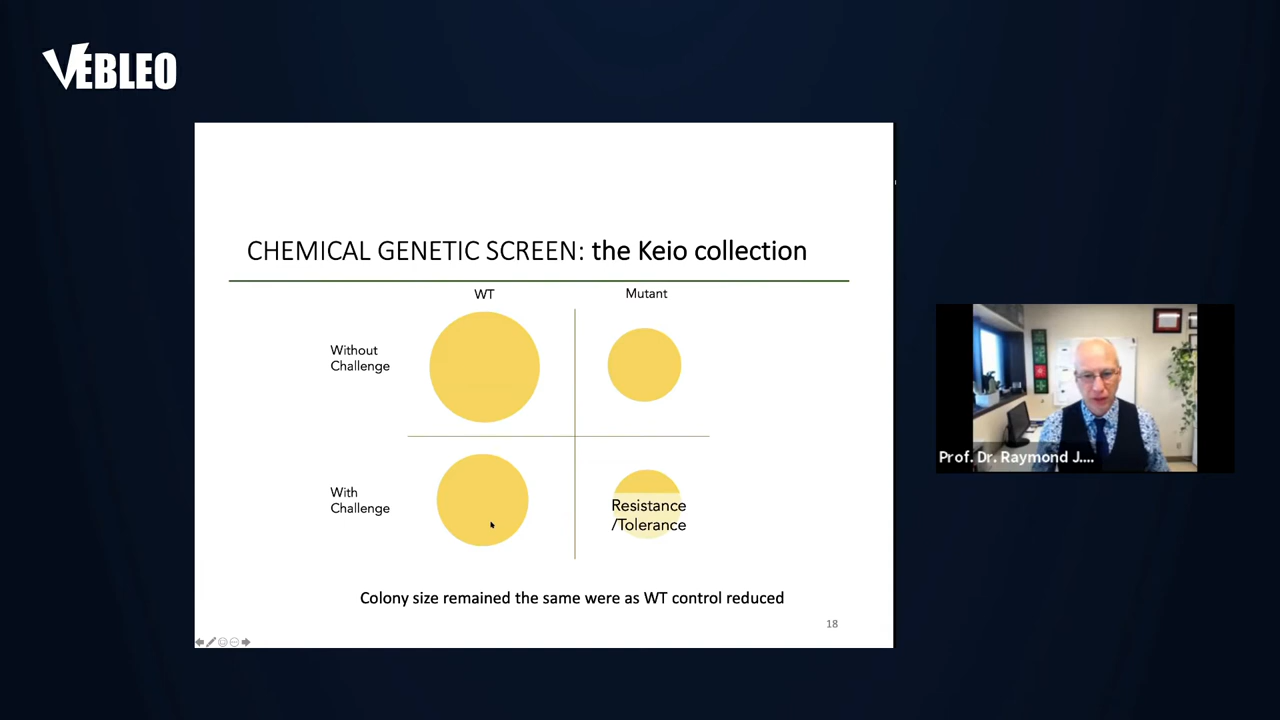 VEBLEO
CHEMICAL GENETIC SCREEN: the Keio collection
WT
Mutant
Without
Challenge
With
Challenge
Resistance
/Tolerance
Colony size remained the same were as WT control reduced
18
Prof. Dr. Raymond J....